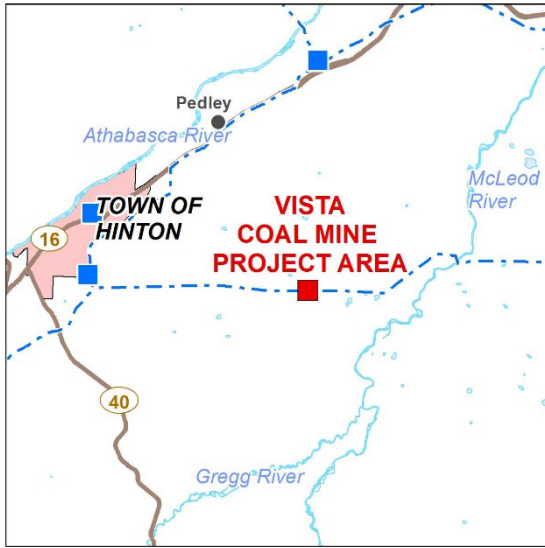 Pedley
Athabasca River
McLeod
River
TOWN OF
HINTON
VISTA
COAL MINE
PROJECT AREA
16
40
Gregg River